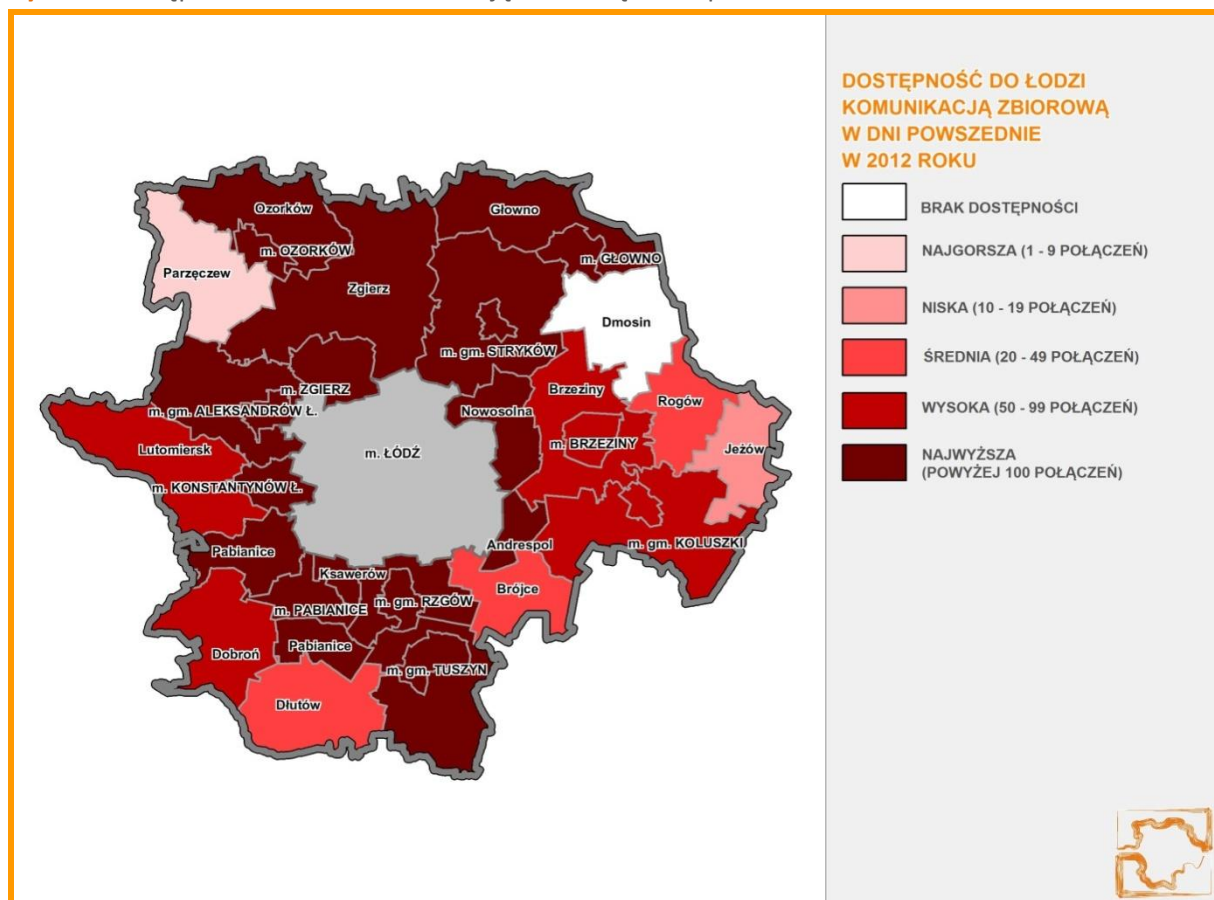 DOSTĘPNOŚĆ DO ŁODZI
KOMUNIKACJĄ ZBIOROWĄ
W DNI POWSZEDNIE
W 2012 ROKU
BRAK DOSTĘPNOŚCI
NAJGORSZA (1 - 9 POŁĄCZEŃ)
NISKA (10 - 19 POŁĄCZEŃ)
ŚREDNIA (20 - 49 POŁĄCZEŃ)
WYSOKA (50 - 99 POŁĄCZEŃ)
NAJWYŻSZA
(POWYŻEJ 100 POŁĄCZEŃ)
Ozorków
Głowno
m. OZORKÓW
m. GŁOWNO
Parzęczew
Zgierz
Dmosin
m. gm. STRYKÓW
m. ZGIERZ
Brzeziny
Rogów
m. gm. ALEKSANDRÓW Ł.
Nowosolna
Lutomiersk
m. ŁÓDŹ
m. BRZEZINY
Jeżów
m. KONSTANTYNÓW Ł.
Pabianice
Andrespol
m. gm. KOLUSZKI
Ksawerów
Brójce
m. PABIANICE
m. gm. RZGÓW
Dobroń
Pabianice
m. gm. TUSZYN
Dłutów